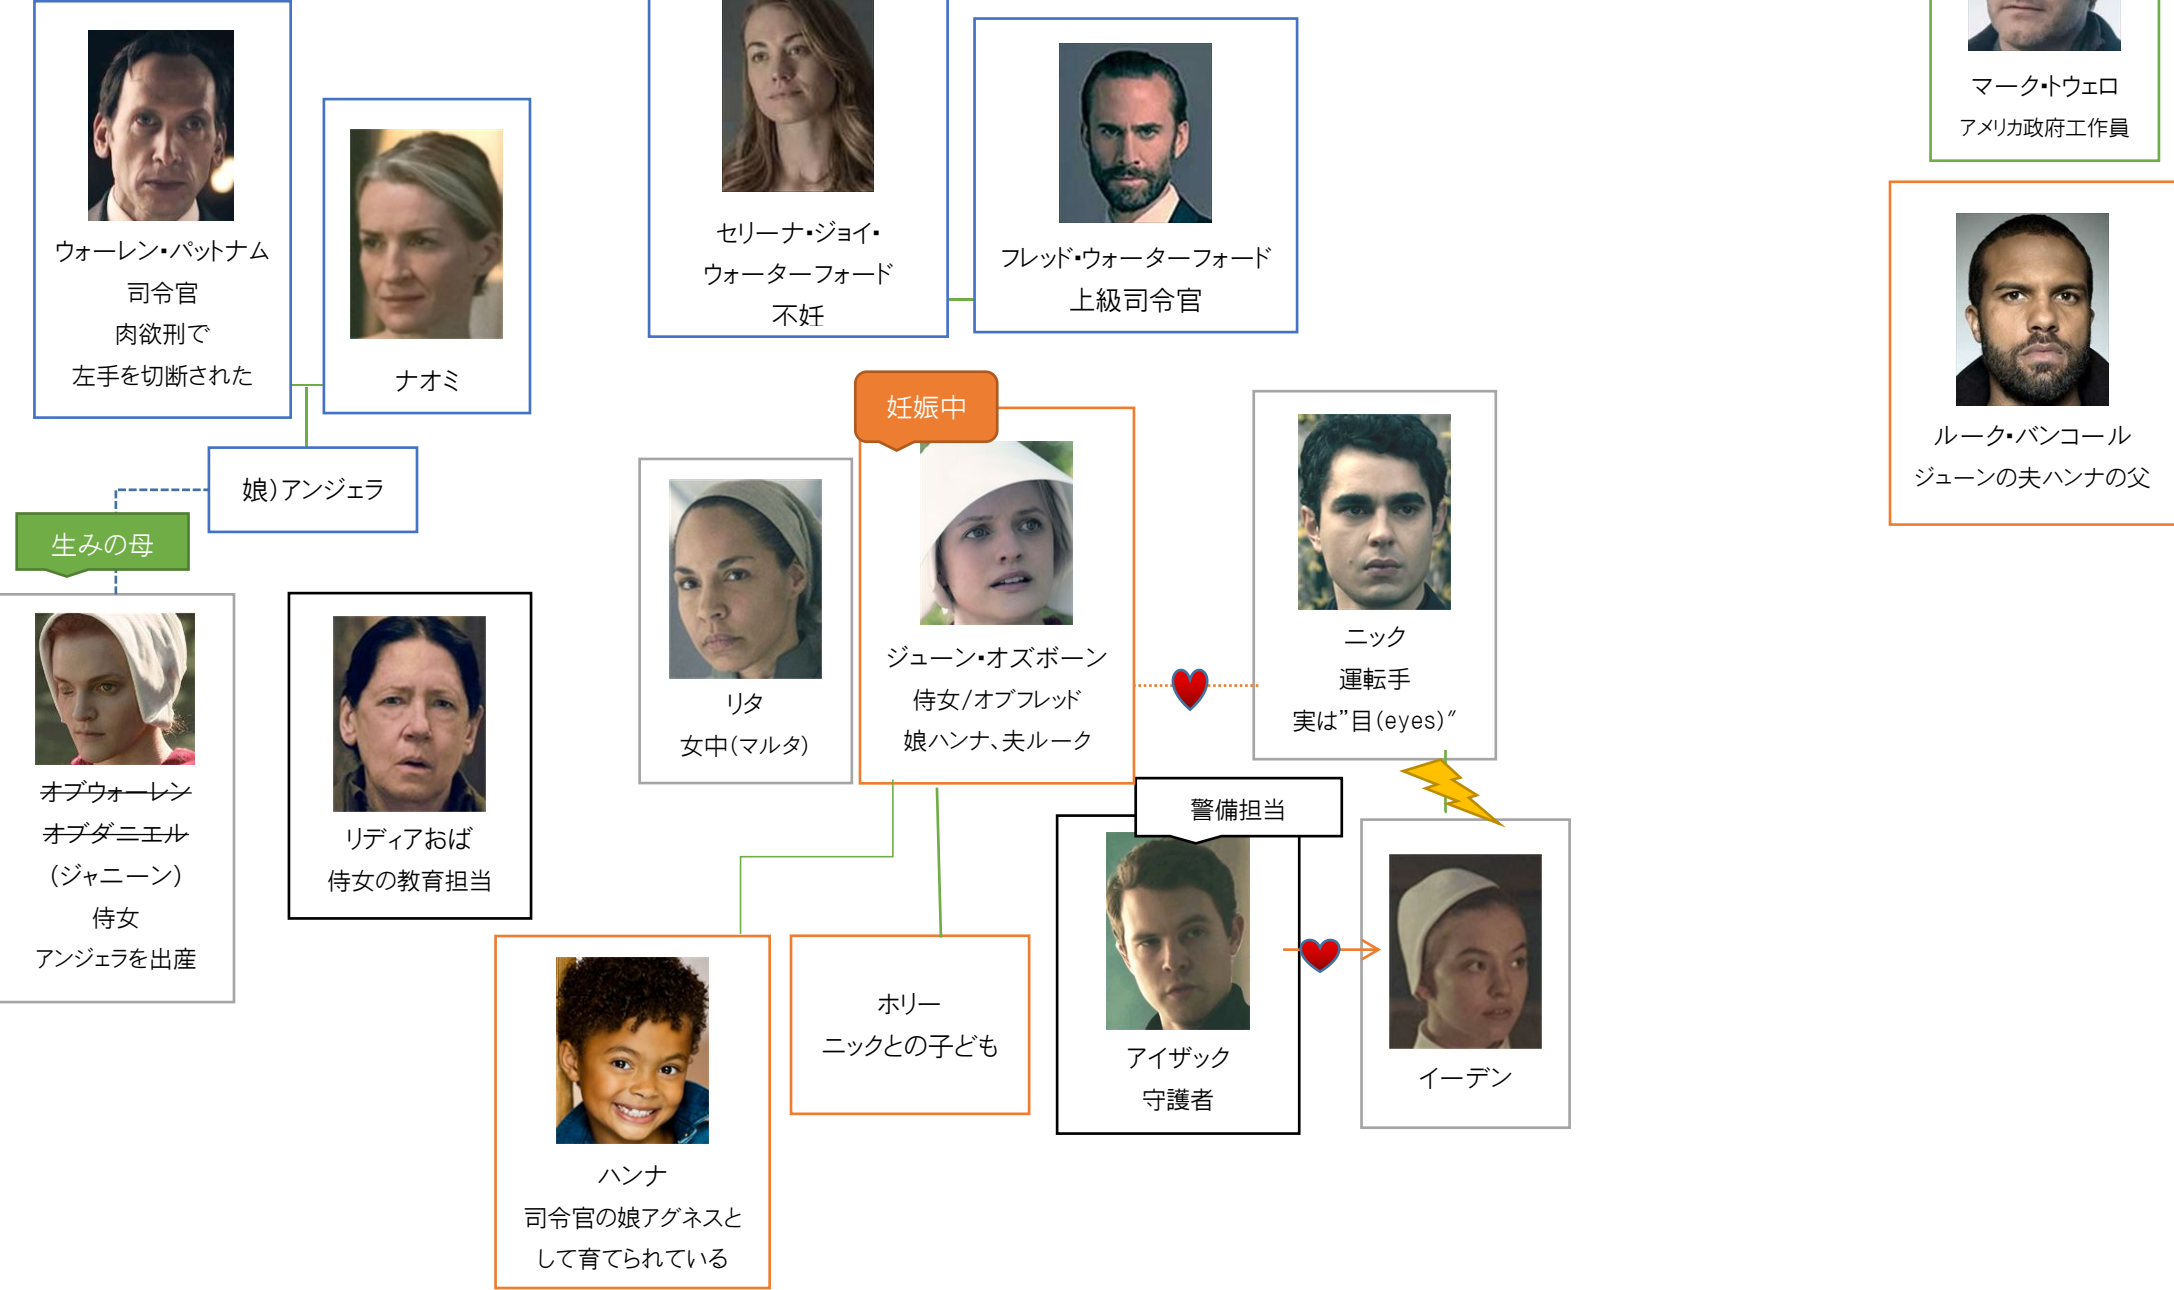 ウォーレン・パットナム
司令官
肉欲刑で
左手を切断された
ナオミ
セリーナ・ジョイ・
ウォーターフォード
不妊
フレッド・ウォーターフォード
上級司令官
マーク・トウェロ
アメリカ政府工作員
ルーク・バンコール
ジューンの夫ハンナの父
娘)アンジェラ
生みの母
オブウォーレン
オブダニエル
(ジャニーン)
侍女
アンジェラを出産
リディアおば
侍女の教育担当
リタ
女中(マルタ)
妊娠中
ジューン・オズボーン
侍女/オブフレッド
娘ハンナ、夫ルーク
ニック
運転手
実は”目(eyes)”
警備担当
アイザック
守護者
イーデン
ホリー
ニックとの子ども
ハンナ
司令官の娘アグネスと
して育てられている